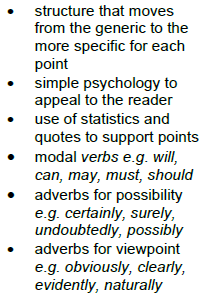 • structure that moves
from the generic to the
more specific for each
point
• simple psychology to
appeal to the reader
• use of statistics and
quotes to support points
• modal verbs e.g. will,
can, may, must, should
• adverbs for possibility
e.g. certainly, surely,
undoubtedly, possibly
• adverbs for viewpoint
e.g. obviously, clearly,
evidently, naturally